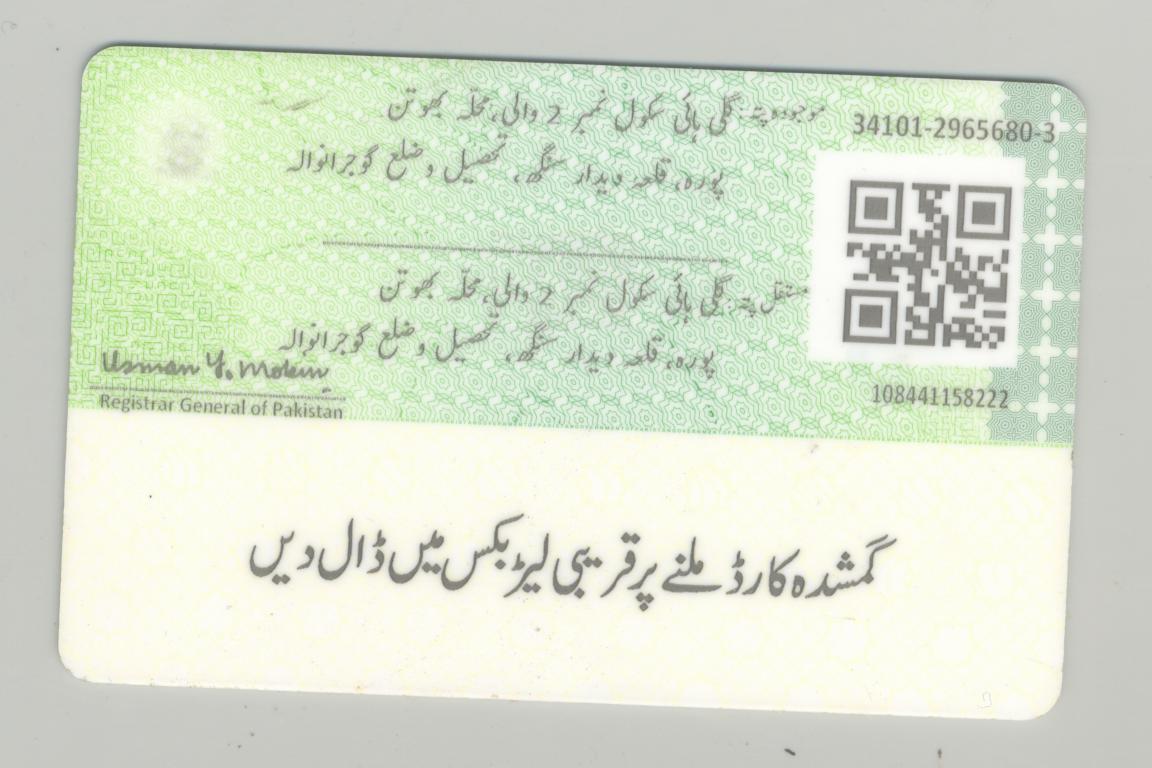 34101-2965680-3
موجودہ پتہ: گلی ہائی سکول نمبر 2 والی، محلہ بھوتن
پورہ، قلعہ دیدار سنگھ، تحصیل و ضلع گوجرانوالہ
مستقل پتہ: گلی ہائی سکول نمبر 2 والی، محلہ بھوتن
پورہ، قلعہ دیدار سنگھ، تحصیل و ضلع گوجرانوالہ
108441158222
Usman Y. Mobin
Registrar General of Pakistan
گمشدہ کارڈ ملنے پر قریبی لیٹر بکس میں ڈال دیں